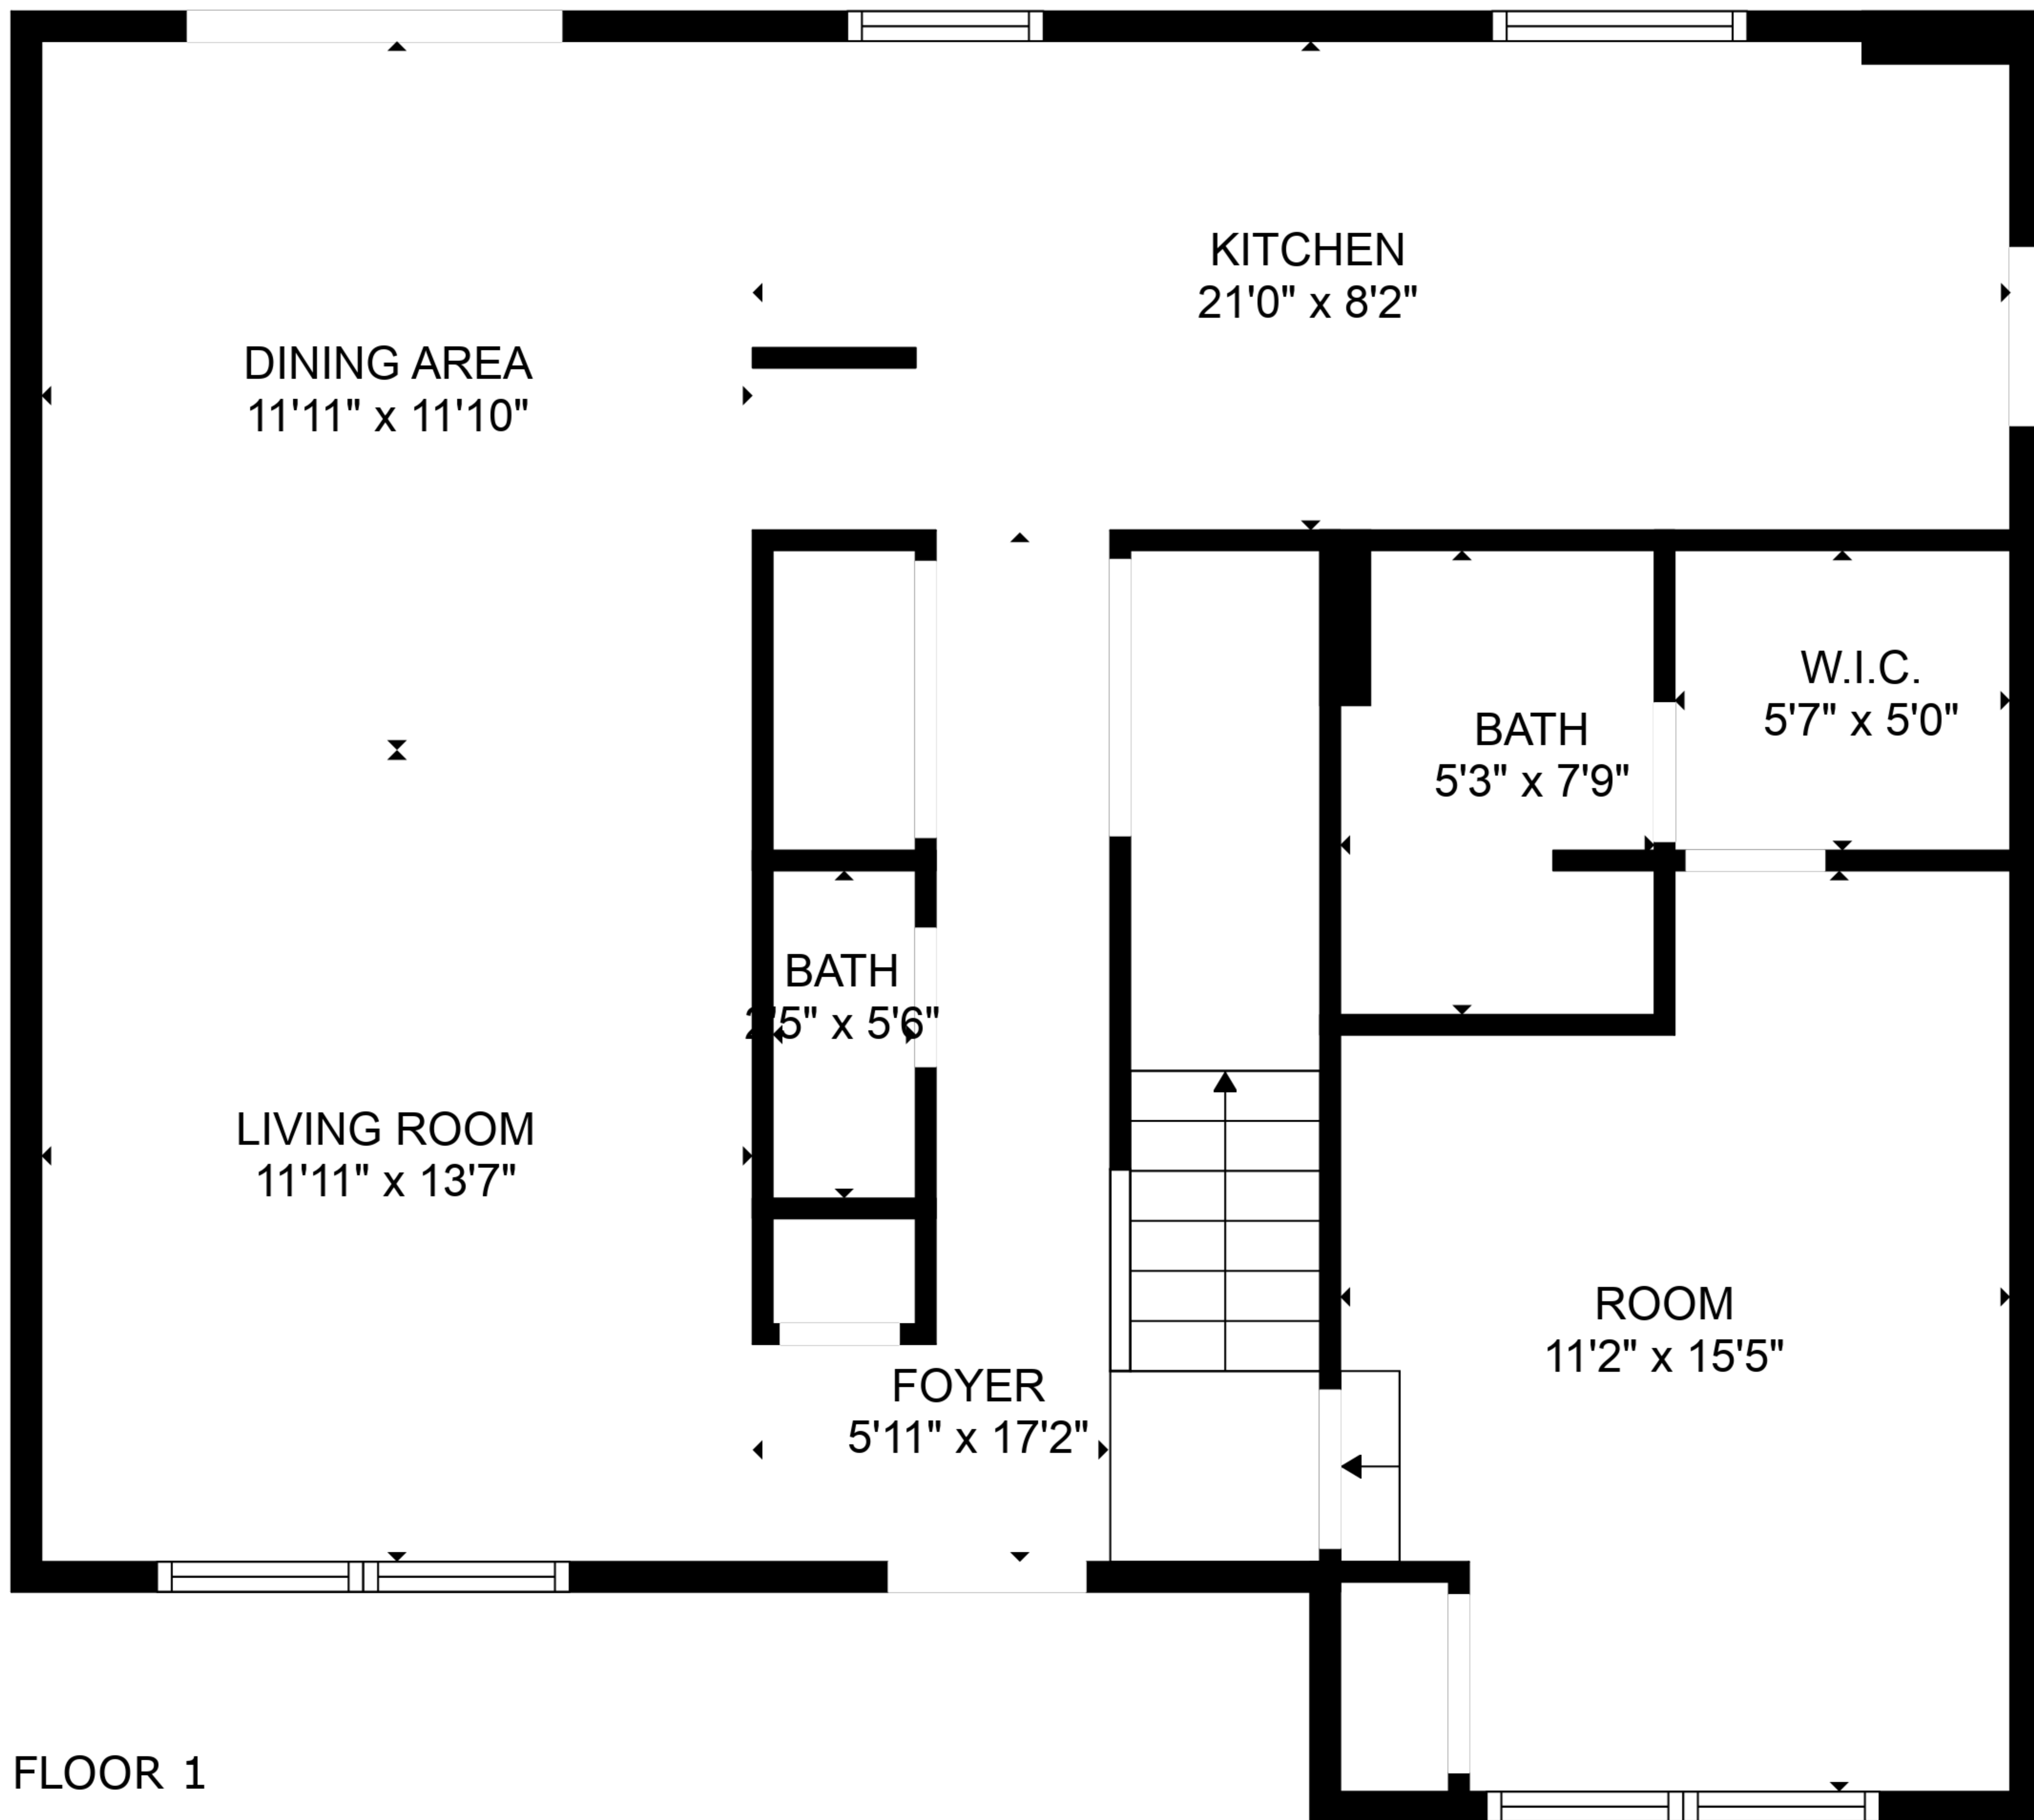 KITCHEN
21'0" x 8'2"
DINING AREA
11'11" x 11'10"
W.I.C.
5'7" x 5'0"
BATH
5'3" x 7'9"
BATH
2'5" x 5'6"
LIVING ROOM
11'11" x 13'7"
ROOM
11'2" x 15'5"
FOYER
5'11" x 17'2"
FLOOR 1